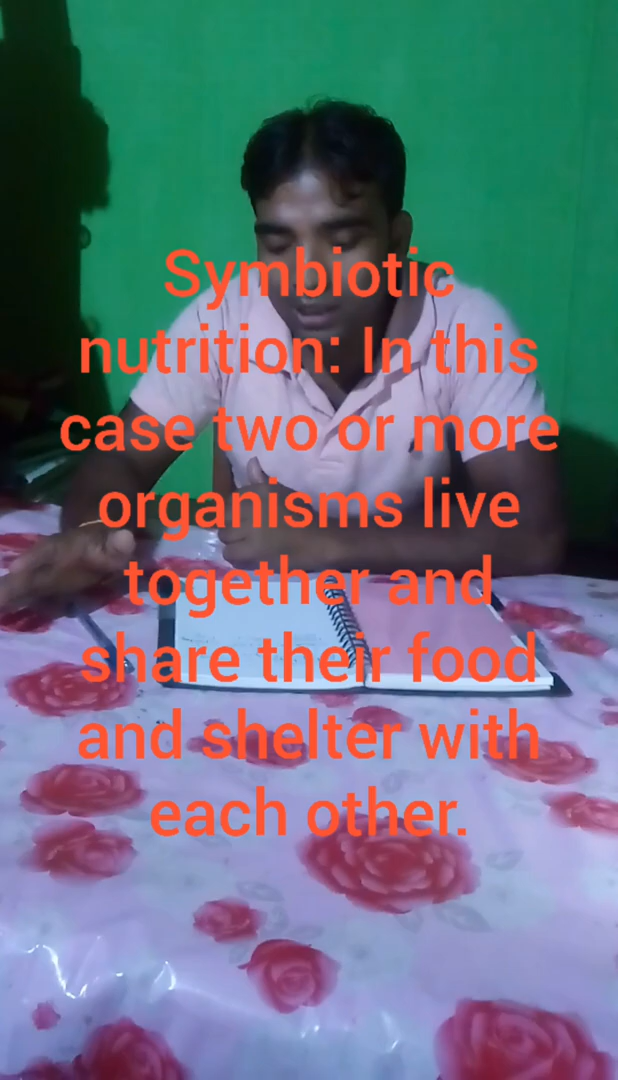 Symbiotic
nutrition: In this
case two or more
organisms live
together and
share their food
and shelter with
each other.